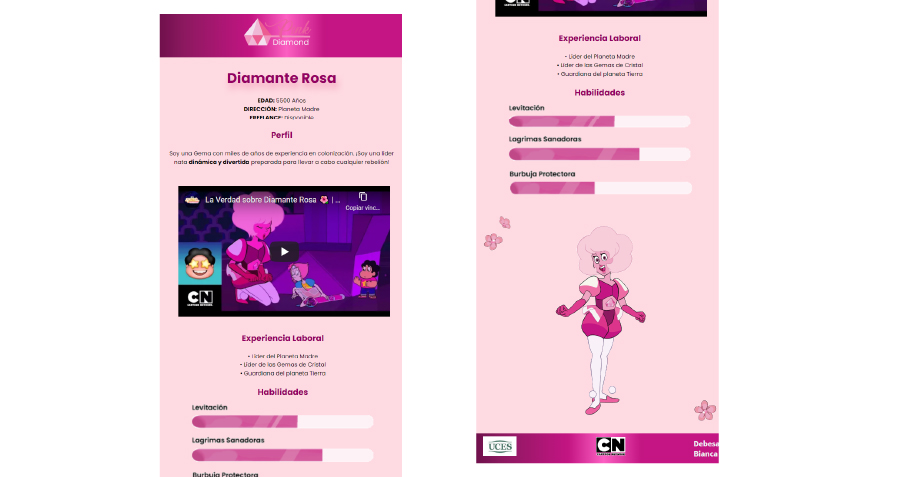 Diamond
Diamante Rosa
EDAD: 5500 Años
DIRECCIÓN: Planeta Madre
FREELANCE: Disponible
Perfil
Soy una Gema con miles de años de experiencia en colonización. ¡Soy una líder
nata dinámica y divertida preparada para llevar a cabo cualquier rebelión!
La Verdad sobre Diamante Rosa 🌺 | ...
Copiar vínc...
CN
Experiencia Laboral
• Líder del Planeta Madre
• Líder de las Gemas de Cristal
• Guardiana del planeta Tierra
Habilidades
Levitación
Lagrimas Sanadoras
Burbuja Protectora
Experiencia Laboral
• Líder del Planeta Madre
• Líder de las Gemas de Cristal
• Guardiana del planeta Tierra
Habilidades
Levitación
Lagrimas Sanadoras
Burbuja Protectora
UCES
CN
Debesa
Bianca